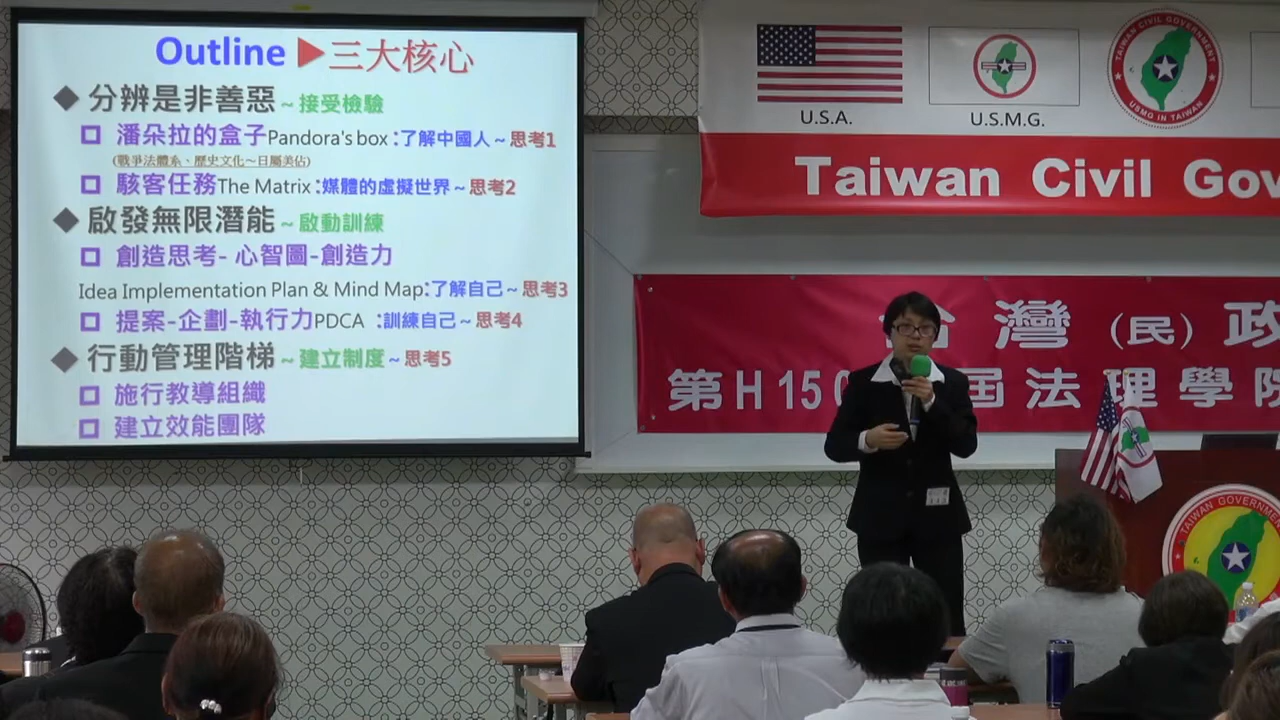 Outline ▶三大核心
◆ 分辨是非善惡~接受檢驗
潘朵拉的盒子Pandora's box:了解中國人~思考1
(戰爭法體系、歷史文化~日屬美佔)
駭客任務The Matrix:媒體的虛擬世界~思考2
◆ 啟發無限潛能~啟動訓練
創造思考- 心智圖-創造力
Idea Implementation Plan & Mind Map:了解自己~思考3
提案-企劃-執行力PDCA :訓練自己~思考4
◆ 行動管理階梯~建立制度~思考5
施行教導組織
建立效能團隊
U.S.A.
U.S.M.G.
TAIWAN CIVIL GOVERNMENT
USMG IN TAIWAN
Taiwan Civil Gov
台灣(民)政
第H150 屆法理學院
TAIWAN GOVERNME